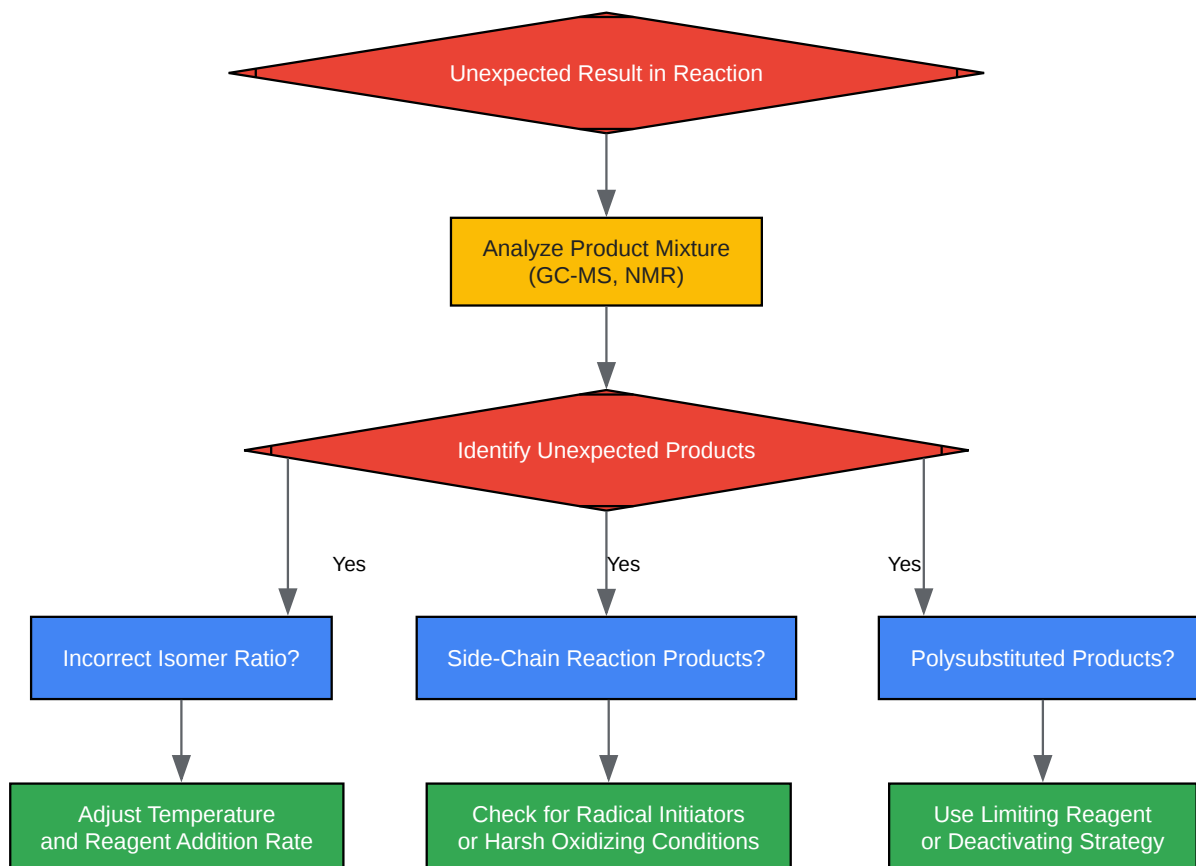 Unexpected Result in Reaction
Analyze Product Mixture
(GC-MS, NMR)
Identify Unexpected Products
Yes
Yes
Yes
Incorrect Isomer Ratio?
Side-Chain Reaction Products?
Polysubstituted Products?
Adjust Temperature
and Reagent Addition Rate
Check for Radical Initiators
or Harsh Oxidizing Conditions
Use Limiting Reagent
or Deactivating Strategy